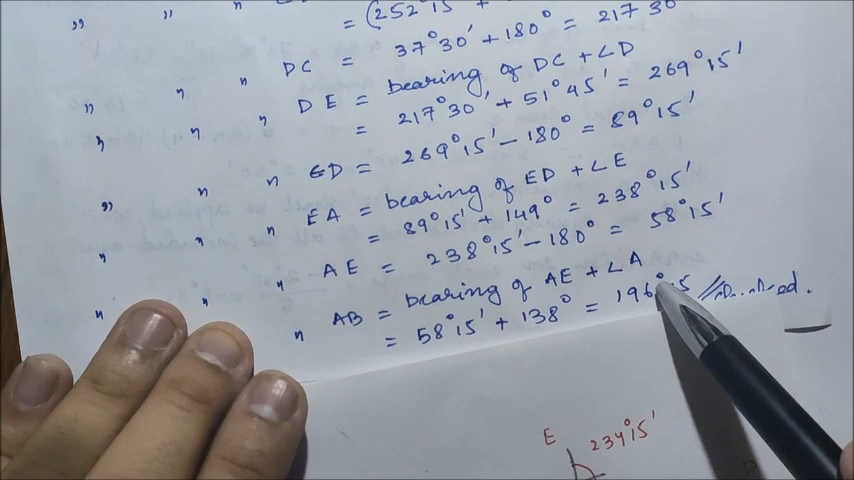 " " "
= (252°15'
" " " DC = 37°30' + 180° = 217°30'
" " " DE = bearing of DC + ∠D
= 217°30' + 51°45' = 269°15'
" " " ED = 269°15' - 180° = 89°15'
" " " EA = bearing of ED + ∠E
= 89°15' + 149° = 238°15'
" " " AE = 238°15' - 180° = 58°15'
" " " AB = bearing of AE + ∠A
= 58°15' + 138° = 196°15
E 234°15'